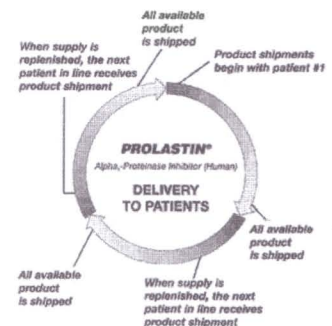 All available
product
is shipped
When supply is
replenished, the next
patient in line receives
product shipment
Product shipments
begin with patient #1
PROLASTIN®
Alpha₁-Proteinase Inhibitor (Human)
DELIVERY
TO PATIENTS
All available
product
is shipped
All available
product
is shipped
When supply is
replenished, the next
patient in line receives
product shipment